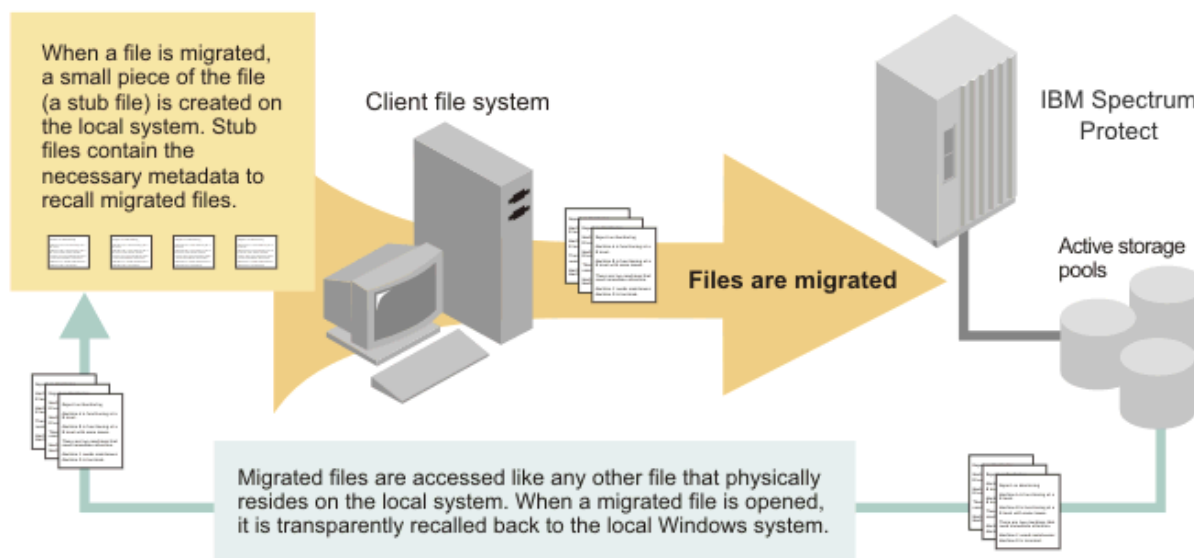 When a file is migrated,
a small piece of the file
(a stub file) is created on
the local system. Stub
files contain the
necessary metadata to
recall migrated files.
Client file system
IBM Spectrum
Protect
Files are migrated
Active storage
pools
Migrated files are accessed like any other file that physically
resides on the local system. When a migrated file is opened,
it is transparently recalled back to the local Windows system.